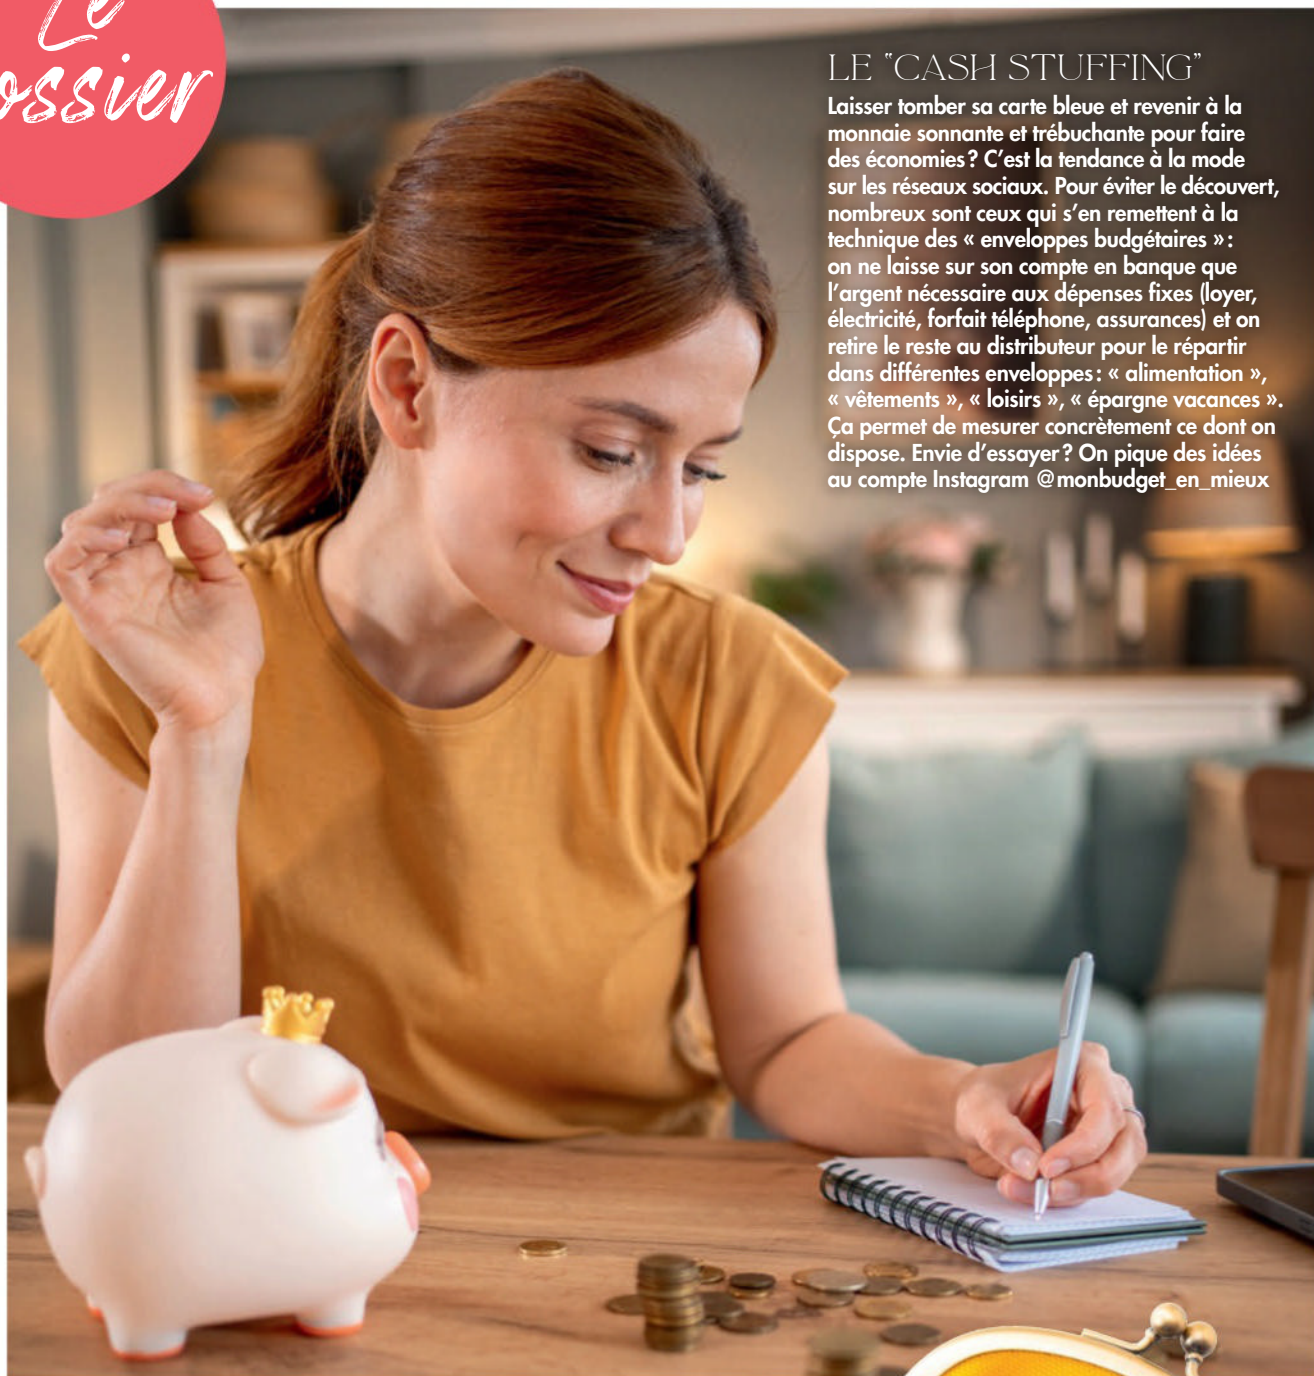 Le
LE "CASH STUFFING"
Laisser tomber sa carte bleue et revenir à la
monnaie sonnante et trébuchante pour faire
des économies ? C'est la tendance à la mode
sur les réseaux sociaux. Pour éviter le découvert,
nombreux sont ceux qui s'en remettent à la
technique des « enveloppes budgétaires » :
on ne laisse sur son compte en banque que
l'argent nécessaire aux dépenses fixes (loyer,
électricité, forfait téléphone, assurances) et on
retire le reste au distributeur pour le répartir
dans différentes enveloppes : « alimentation »,
« vêtements », « loisirs », « épargne vacances ».
Ça permet de mesurer concrètement ce dont on
dispose. Envie d'essayer ? On pique des idées
au compte Instagram @monbudget_en_mieux